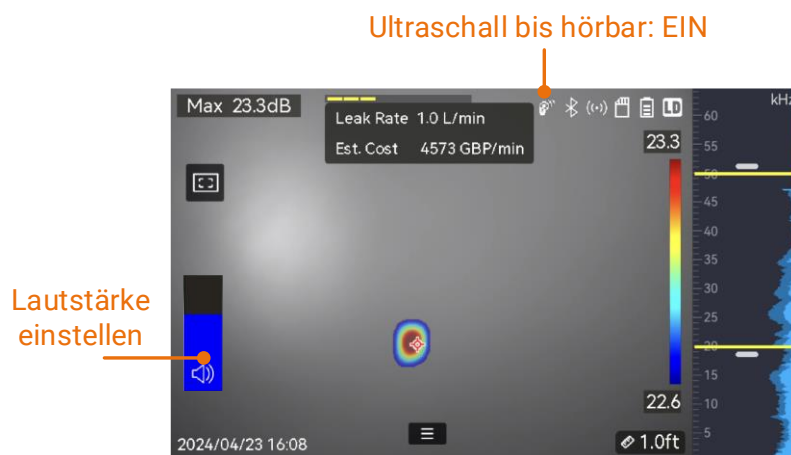 Ultraschall bis hörbar: EIN
Max 23.3dB
Leak Rate 1.0 L/min
Est. Cost 4573 GBP/min
LD
kHz
23.3
60
55
50
45
40
35
30
25
20
15
10
5
Lautstärke
einstellen
22.6
2024/04/23 16:08
1.0ft